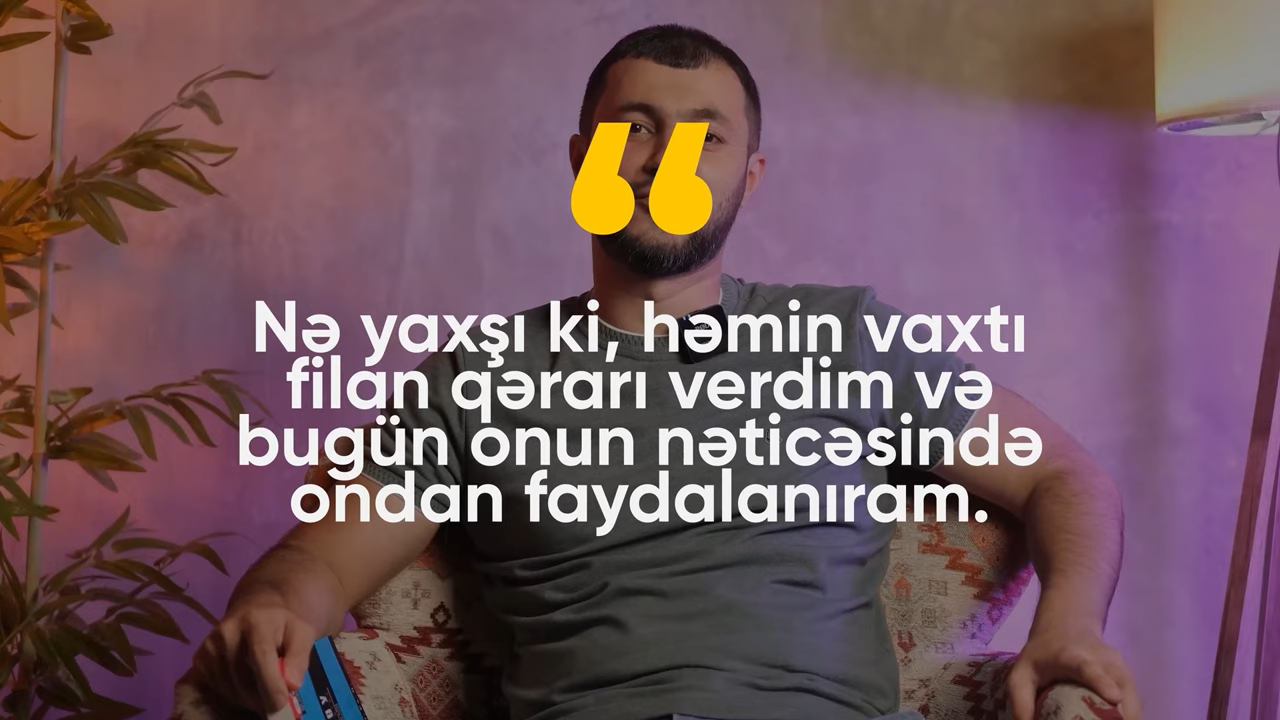 Nə yaxşı ki, həmin vaxtı
filan qərarı verdim və
bugün onun nəticəsində
ondan faydalanıram.